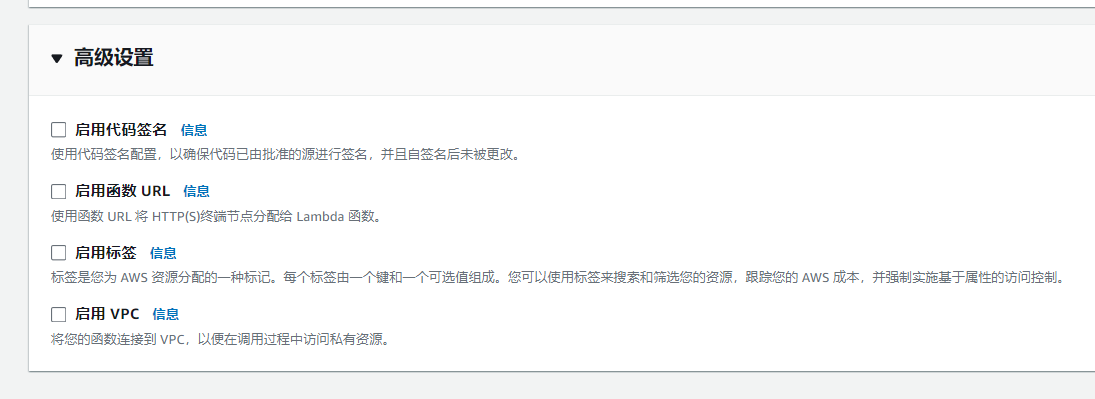 高级设置
启用代码签名 信息
使用代码签名配置，以确保代码已由批准的源进行签名，并且自签名后未被更改。
启用函数 URL 信息
使用函数 URL 将 HTTP(S)终端节点分配给 Lambda 函数。
启用标签 信息
标签是您为 AWS 资源分配的一种标记。每个标签由一个键和一个可选值组成。您可以使用标签来搜索和筛选您的资源，跟踪您的 AWS 成本，并强制实施基于属性的访问控制。
启用 VPC 信息
将您的函数连接到 VPC，以便在调用过程中访问私有资源。